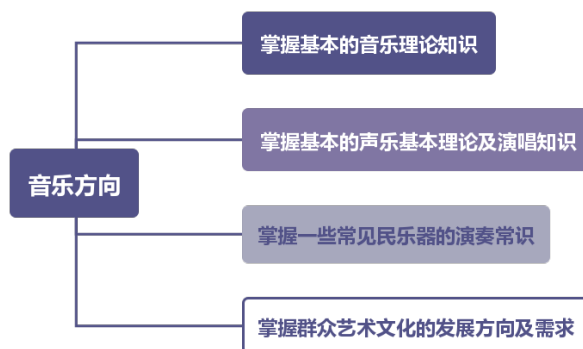 掌握基本的音乐理论知识
掌握基本的声乐基本理论及演唱知识
音乐方向
掌握一些常见民乐器的演奏常识
掌握群众艺术文化的发展方向及需求